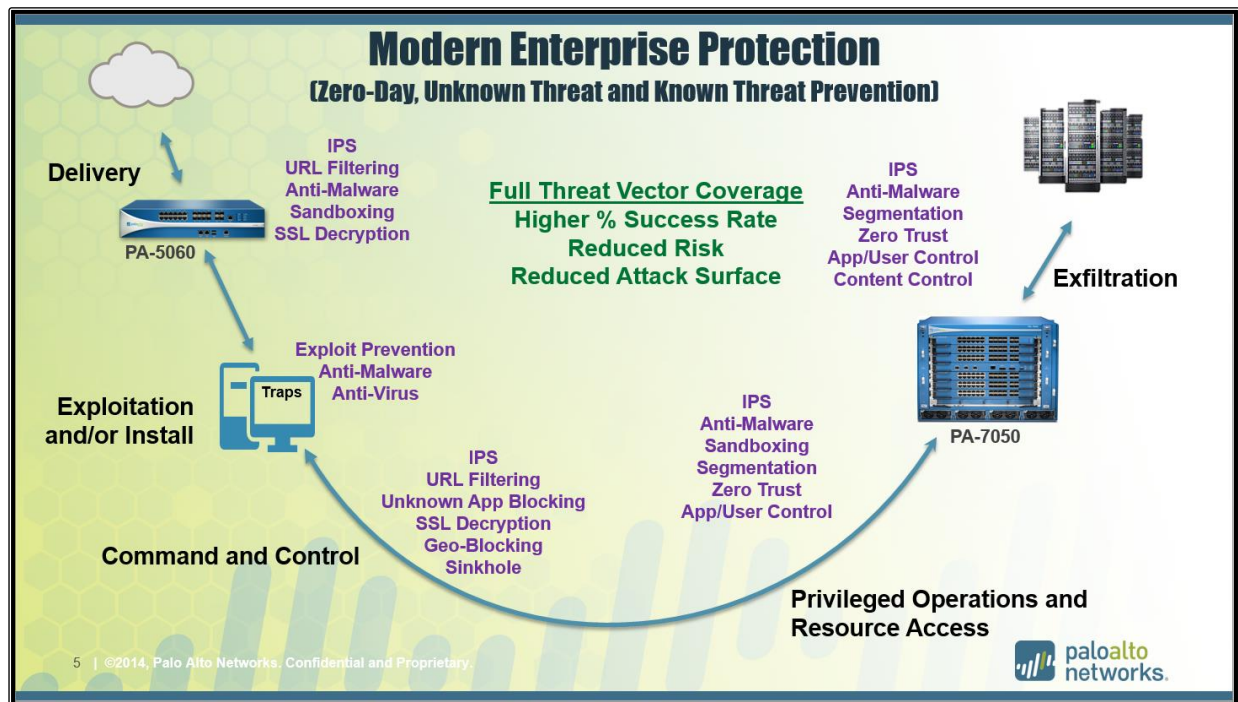 Modern Enterprise Protection
(Zero-Day, Unknown Threat and Known Threat Prevention)
Delivery
PA-5060
IPS
URL Filtering
Anti-Malware
Sandboxing
SSL Decryption
Full Threat Vector Coverage
Higher % Success Rate
Reduced Risk
Reduced Attack Surface
IPS
Anti-Malware
Segmentation
Zero Trust
App/User Control
Content Control
Exfiltration
Exploitation
and/or Install
Traps
Exploit Prevention
Anti-Malware
Anti-Virus
PA-7050
Command and Control
IPS
URL Filtering
Unknown App Blocking
SSL Decryption
Geo-Blocking
Sinkhole
IPS
Anti-Malware
Sandboxing
Segmentation
Zero Trust
App/User Control
Privileged Operations and
Resource Access
5 | ©2014, Palo Alto Networks. Confidential and Proprietary.
paloalto
networks.